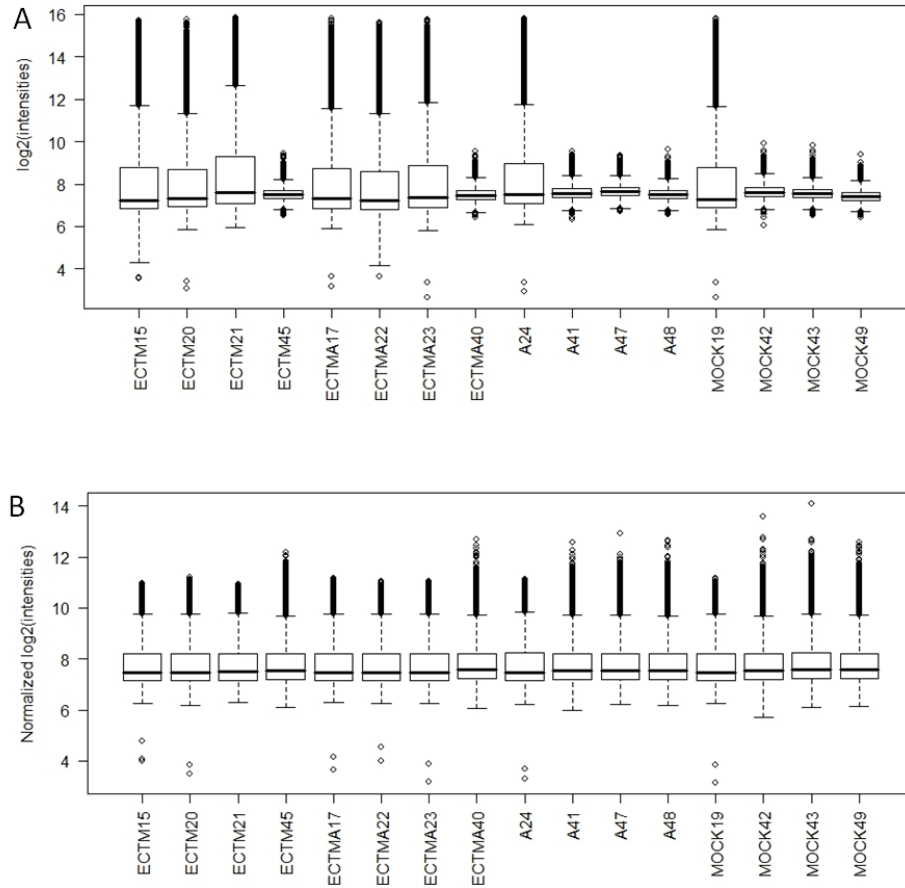 A
log2(intensities)
16
14
12
10
8
6
4
ECTM15 ECTM20 ECTM21 ECTM45 ECTMA17 ECTMA22 ECTMA23 ECTMA40 A24 A41 A47 A48 MOCK19 MOCK42 MOCK43 MOCK49
B
Normalized log2(intensities)
14
12
10
8
6
4
ECTM15 ECTM20 ECTM21 ECTM45 ECTMA17 ECTMA22 ECTMA23 ECTMA40 A24 A41 A47 A48 MOCK19 MOCK42 MOCK43 MOCK49